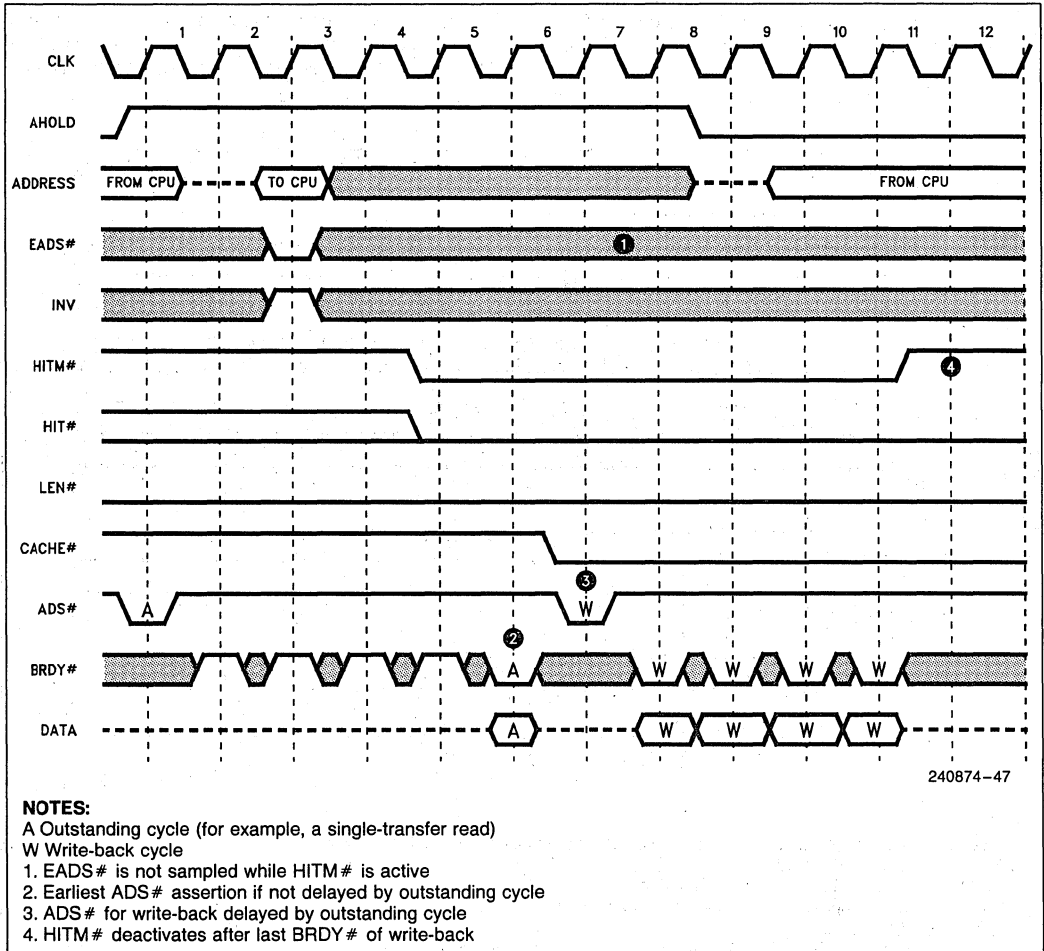 1 2 3 4 5 6 7 8 9 10 11 12
CLK
AHOLD
ADDRESS FROM CPU TO CPU FROM CPU
EADS# 1
INV
HITM# 4
HIT#
LEN#
CACHE#
3
ADS# A W
2
BRDY# A W W W W
DATA A W W W W
240874-47
NOTES:
A Outstanding cycle (for example, a single-transfer read)
W Write-back cycle
1. EADS# is not sampled while HITM# is active
2. Earliest ADS# assertion if not delayed by outstanding cycle
3. ADS# for write-back delayed by outstanding cycle
4. HITM# deactivates after last BRDY# of write-back